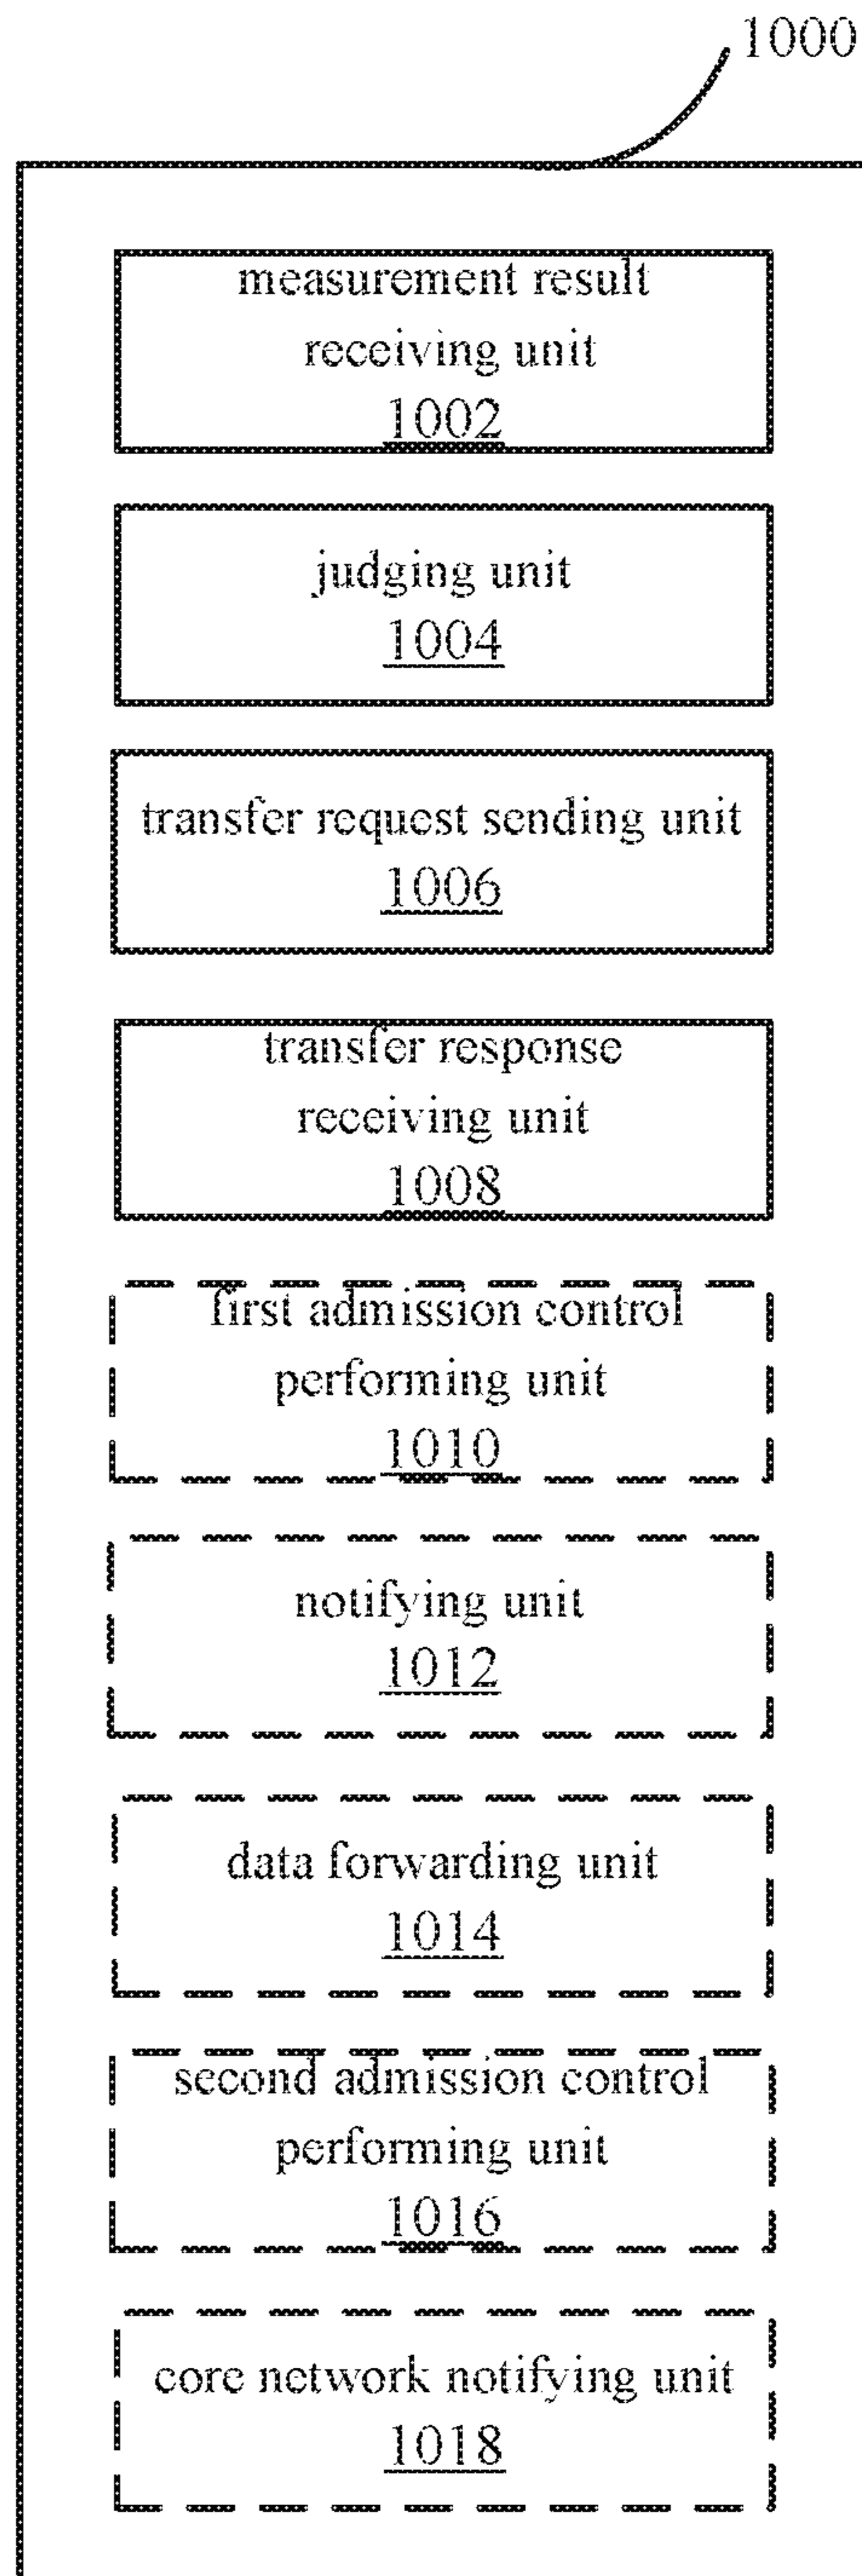 1000
measurement result
receiving unit
1002
judging unit
1004
transfer request sending unit
1006
transfer response
receiving unit
1008
first admission control
performing unit
1010
notifying unit
1012
data forwarding unit
1014
second admission control
performing unit
1016
core network notifying unit
1018